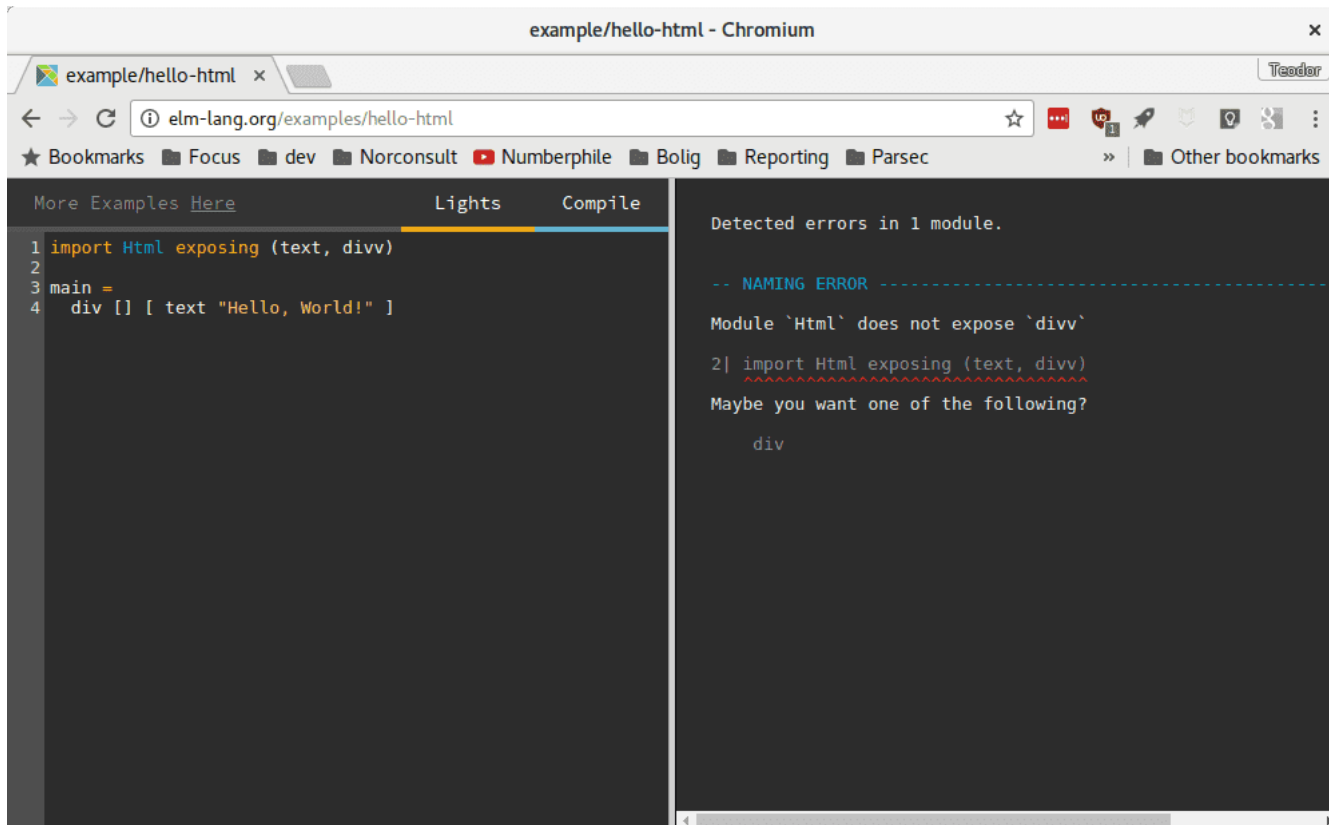 example/hello-html - Chromium
example/hello-html
Teodor
elm-lang.org/examples/hello-html
1
Bookmarks Focus dev Norconsult Numberphile Bolig Reporting Parsec » Other bookmarks
More Examples Here Lights Compile
1 import Html exposing (text, divv)
2
3 main =
4   div [] [ text "Hello, World!" ]
Detected errors in 1 module.
-- NAMING ERROR -------------------------------------------
Module `Html` does not expose `divv`
2| import Html exposing (text, divv)
^^^^^^^^^^^^^^^^^^^^^^^^^^^^^^^^^
Maybe you want one of the following?
div